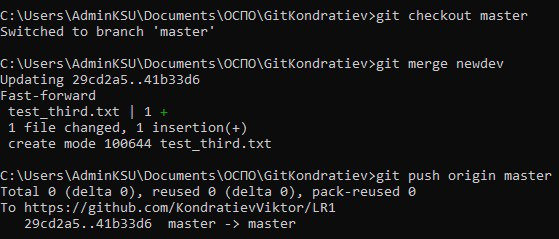 C:\Users\AdminKSU\Documents\ОСПО\GitKondratiev>git checkout master
Switched to branch 'master'
C:\Users\AdminKSU\Documents\ОСПО\GitKondratiev>git merge newdev
Updating 29cd2a5..41b33d6
Fast-forward
 test_third.txt | 1 +
 1 file changed, 1 insertion(+)
 create mode 100644 test_third.txt
C:\Users\AdminKSU\Documents\ОСПО\GitKondratiev>git push origin master
Total 0 (delta 0), reused 0 (delta 0), pack-reused 0
To https://github.com/KondratievViktor/LR1
   29cd2a5..41b33d6  master -> master